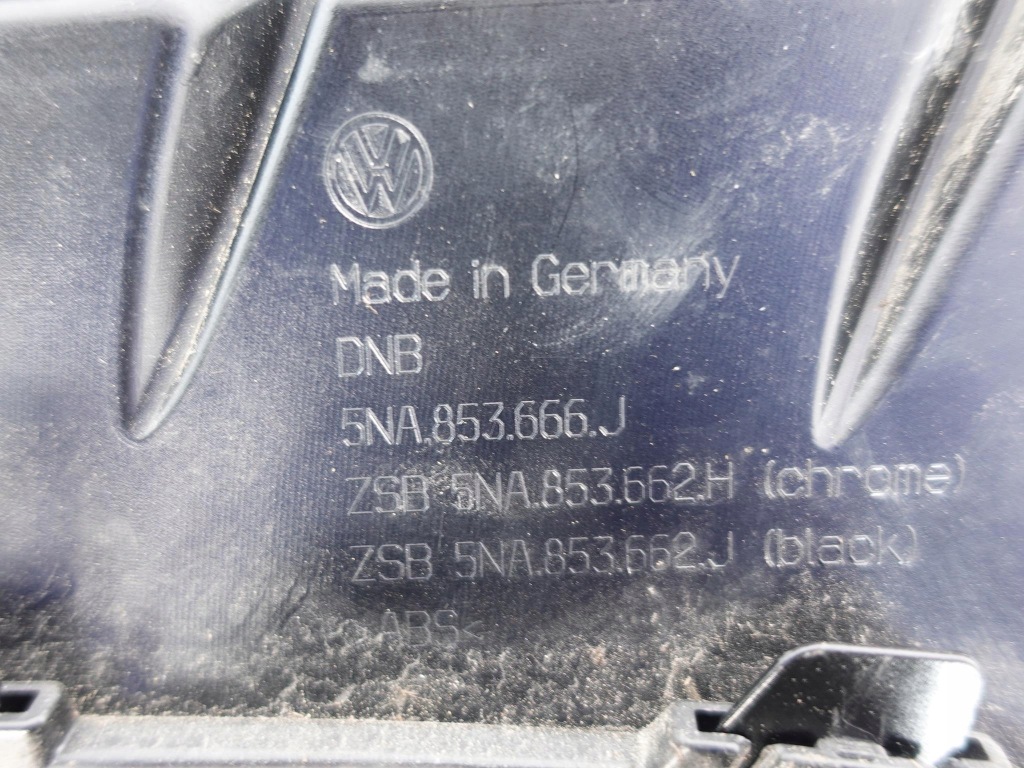 Made in Germany
DNB
5NA.853.666.J
ZSB 5NA.853.662.H (chrome)
ZSB 5NA.853.662.J (black)
ABS<